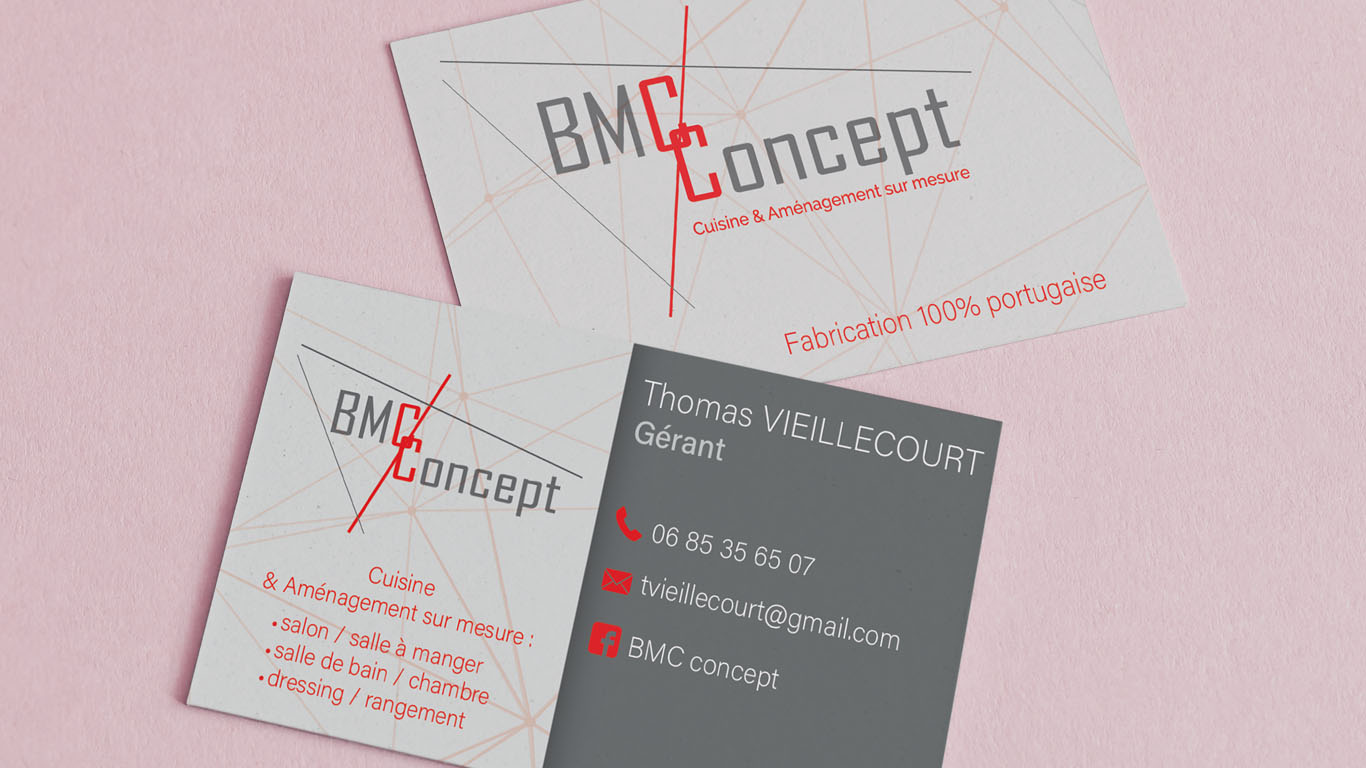 BMC
Concept
Cuisine & Aménagement sur mesure
Fabrication 100% portugaise
BMC
Concept
Cuisine
& Aménagement sur mesure :
•salon / salle à manger
•salle de bain / chambre
•dressing / rangement
Thomas VIEILLECOURT
Gérant
06 85 35 65 07
tvieillecourt@gmail.com
BMC concept